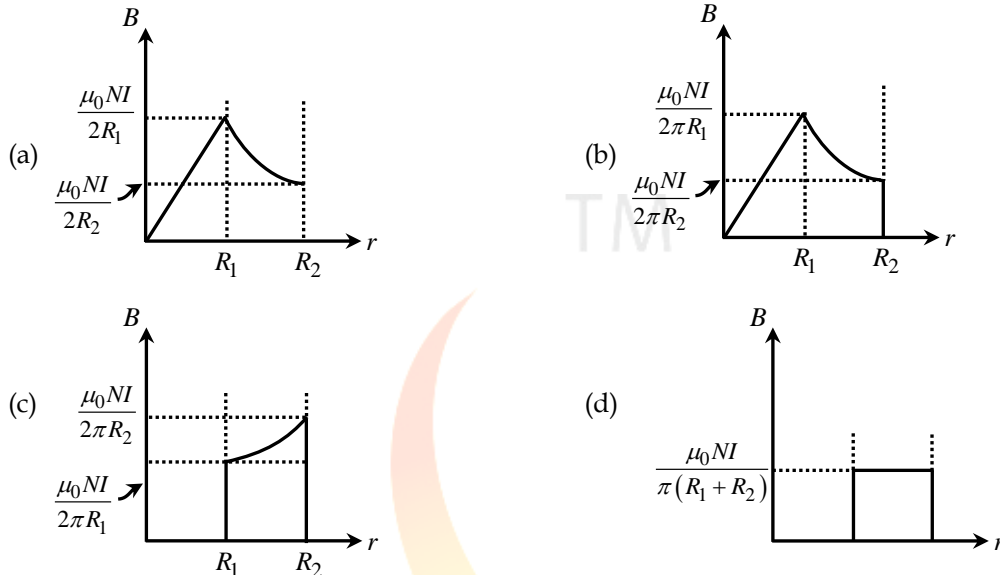 (a)
B
μ₀NI/2R₁
μ₀NI/2R₂
R₁ R₂ r
(b)
B
μ₀NI/2πR₁
μ₀NI/2πR₂
R₁ R₂ r
TM
(c)
B
μ₀NI/2πR₂
μ₀NI/2πR₁
R₁ R₂ r
(d)
B
μ₀NI/π(R₁ + R₂)
r